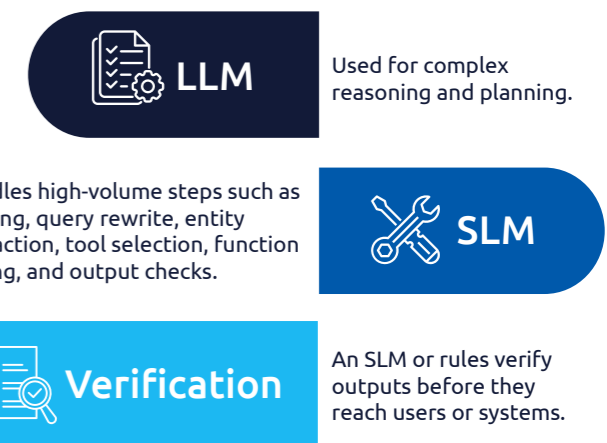 LLM
Used for complex
reasoning and planning.
high-volume steps such as
query rewrite, entity
tool selection, function
and output checks.
SLM
Verification
An SLM or rules verify
outputs before they
reach users or systems.